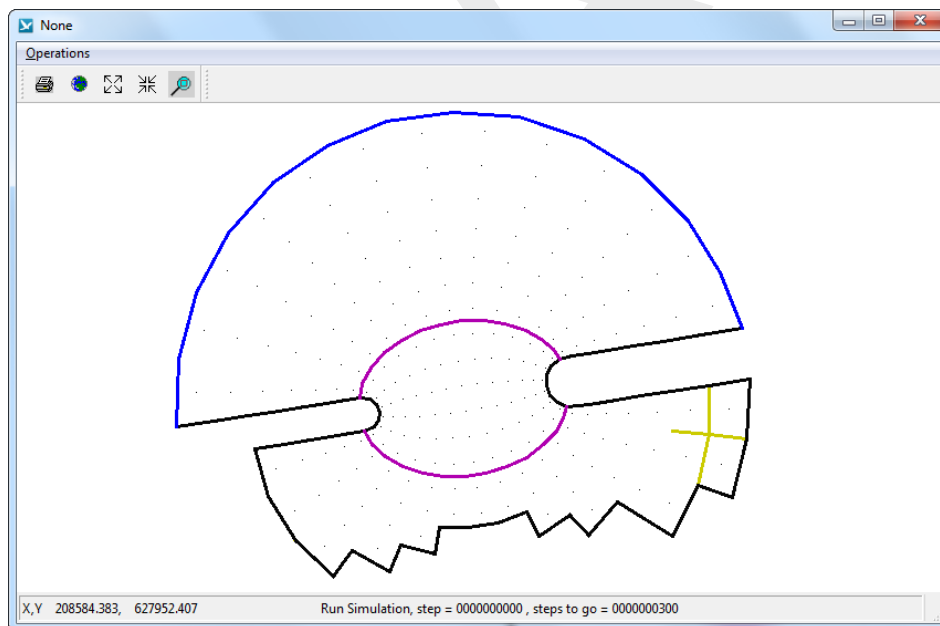 None
Operations
X,Y 208584.383, 627952.407 Run Simulation, step = 0000000000 , steps to go = 0000000300